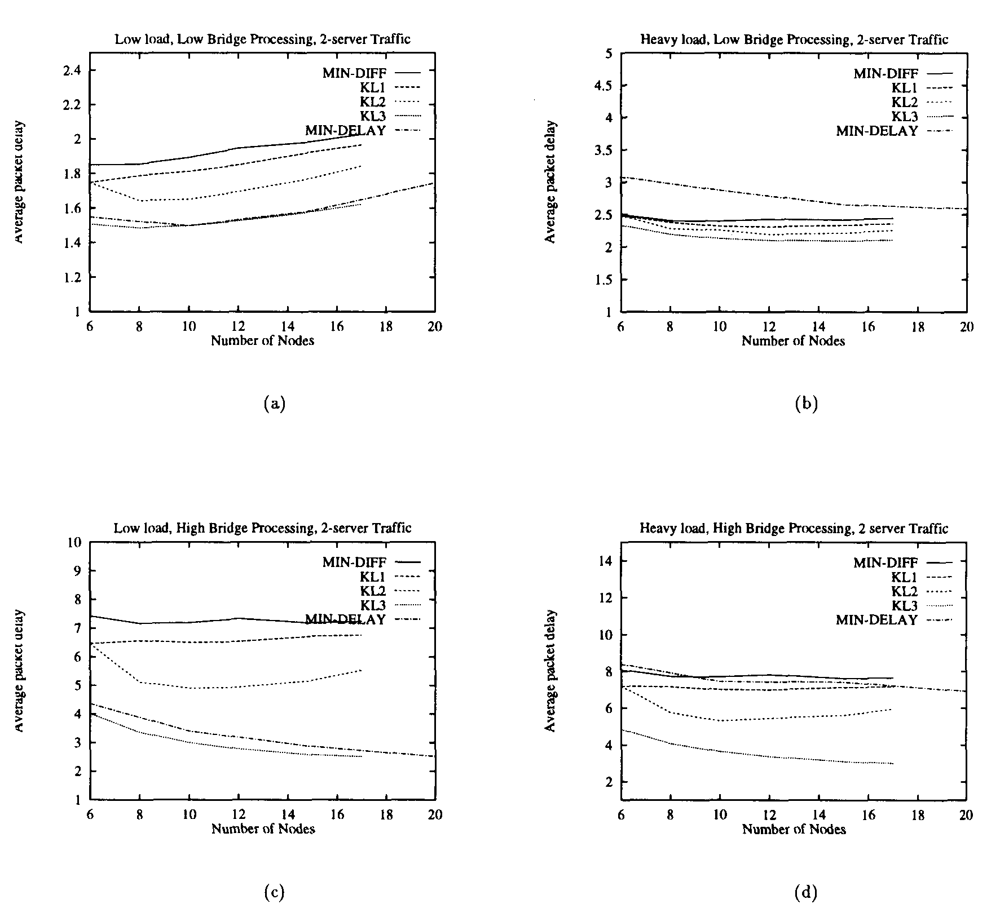 Low load, Low Bridge Processing, 2-server Traffic
Average packet delay
2.4
2.2
2
1.8
1.6
1.4
1.2
1
MIN-DIFF
KL1
KL2
KL3
MIN-DELAY
6 8 10 12 14 16 18 20
Number of Nodes
(a)
Heavy load, Low Bridge Processing, 2-server Traffic
Average packet delay
5
4.5
4
3.5
3
2.5
2
1.5
1
MIN-DIFF
KL1
KL2
KL3
MIN-DELAY
6 8 10 12 14 16 18 20
Number of Nodes
(b)
Low load, High Bridge Processing, 2-server Traffic
Average packet delay
10
9
8
7
6
5
4
3
2
1
MIN-DIFF
KL1
KL2
KL3
MIN-DELAY
6 8 10 12 14 16 18 20
Number of Nodes
(c)
Heavy load, High Bridge Processing, 2 server Traffic
Average packet delay
14
12
10
8
6
4
2
MIN-DIFF
KL1
KL2
KL3
MIN-DELAY
6 8 10 12 14 16 18 20
Number of Nodes
(d)